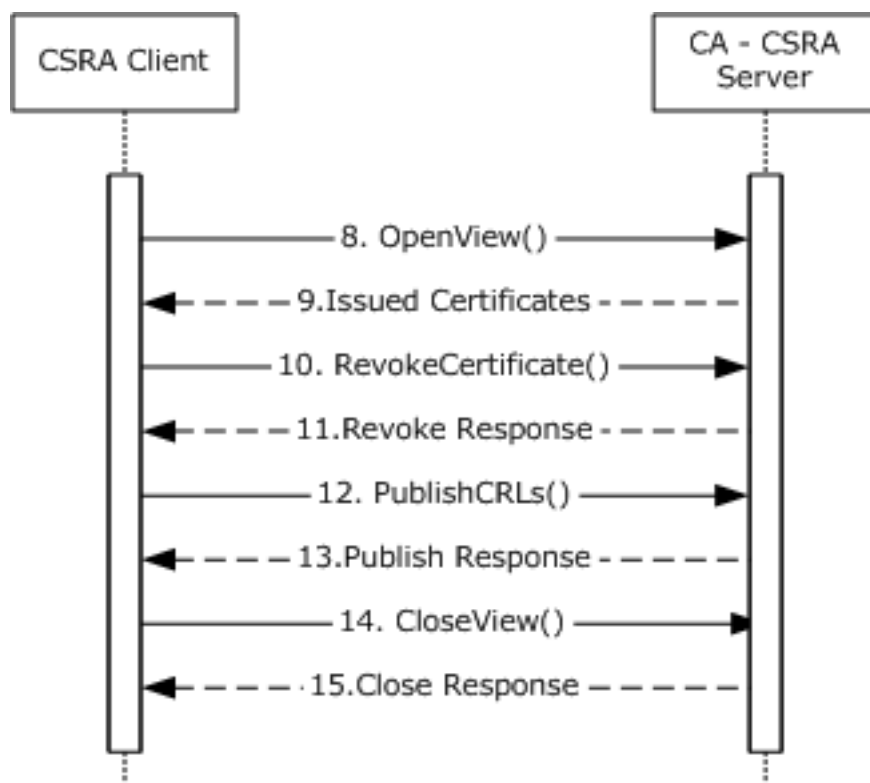 CSRA Client
CA - CSRA
Server
8. OpenView()
9.Issued Certificates
10. RevokeCertificate()
11.Revoke Response
12. PublishCRLs()
13.Publish Response
14. CloseView()
15.Close Response